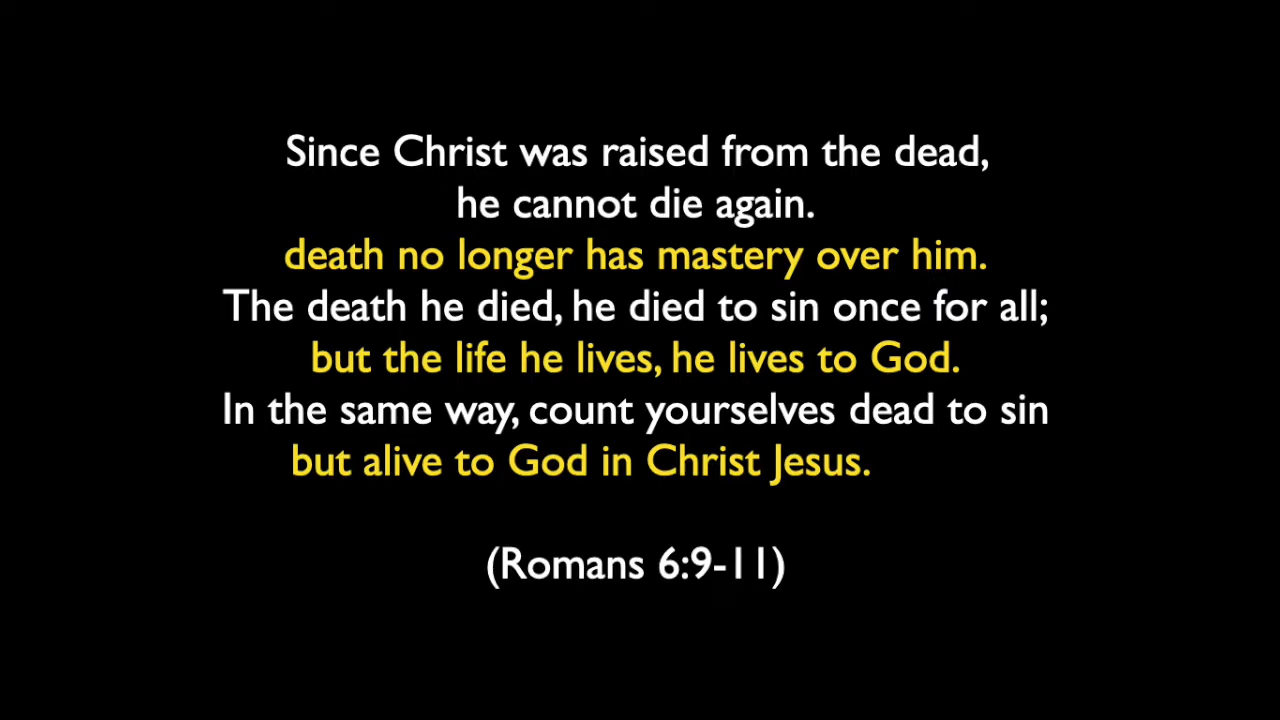 Since Christ was raised from the dead,
he cannot die again.
death no longer has mastery over him.
The death he died, he died to sin once for all;
but the life he lives, he lives to God.
In the same way, count yourselves dead to sin
but alive to God in Christ Jesus.
(Romans 6:9-11)